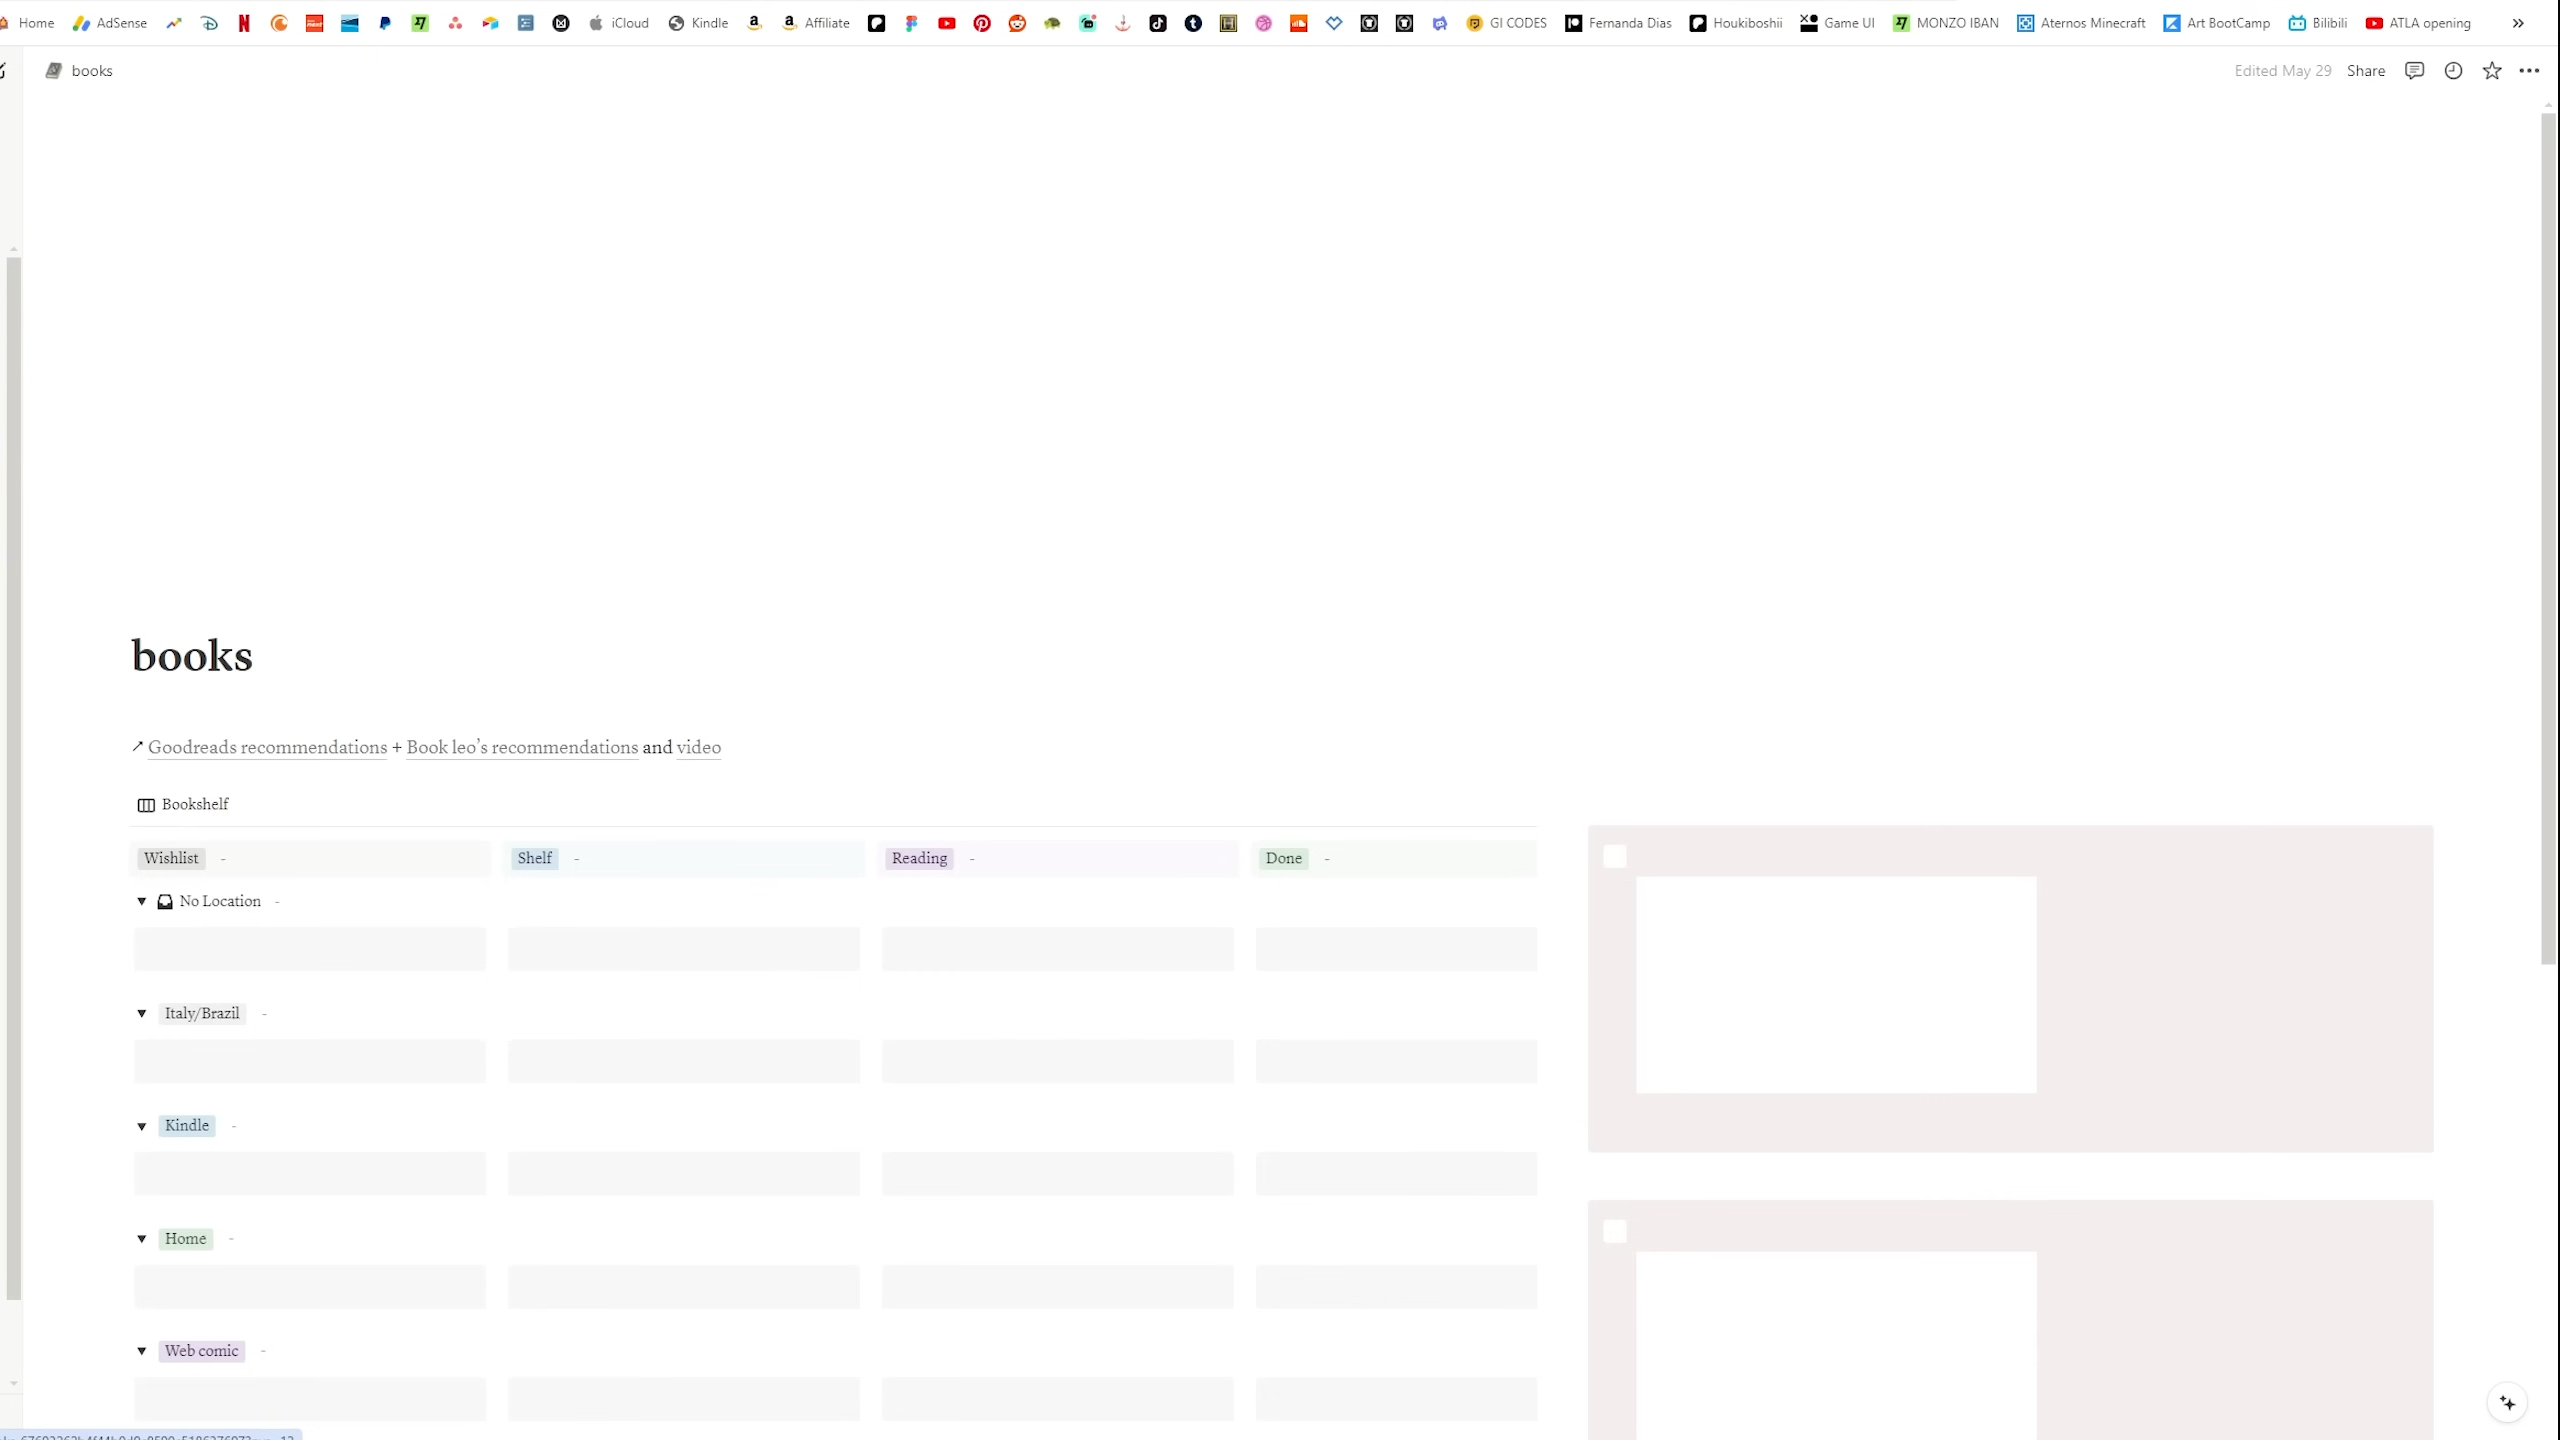 Home AdSense iCloud Kindle Affiliate GI CODES Fernanda Dias Houkiboshii Game UI MONZO IBAN Aternos Minecraft Art BootCamp Bilibili ATLA opening »
books Edited May 29 Share
books
↗ Goodreads recommendations + Book leo's recommendations and video
Bookshelf
Wishlist - Shelf - Reading - Done -
No Location -
Italy/Brazil -
Kindle -
Home -
Web comic -